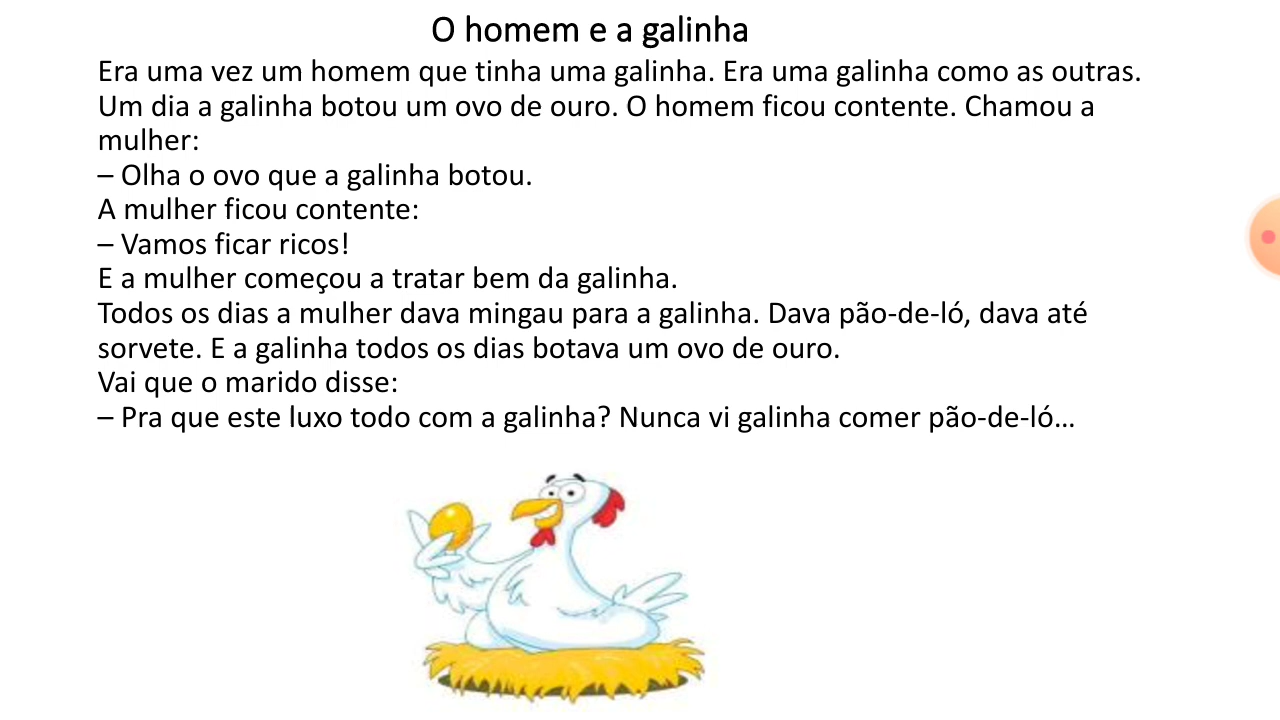 O homem e a galinha
Era uma vez um homem que tinha uma galinha. Era uma galinha como as outras.
Um dia a galinha botou um ovo de ouro. O homem ficou contente. Chamou a
mulher:
– Olha o ovo que a galinha botou.
A mulher ficou contente:
– Vamos ficar ricos!
E a mulher começou a tratar bem da galinha.
Todos os dias a mulher dava mingau para a galinha. Dava pão-de-ló, dava até
sorvete. E a galinha todos os dias botava um ovo de ouro.
Vai que o marido disse:
– Pra que este luxo todo com a galinha? Nunca vi galinha comer pão-de-ló…